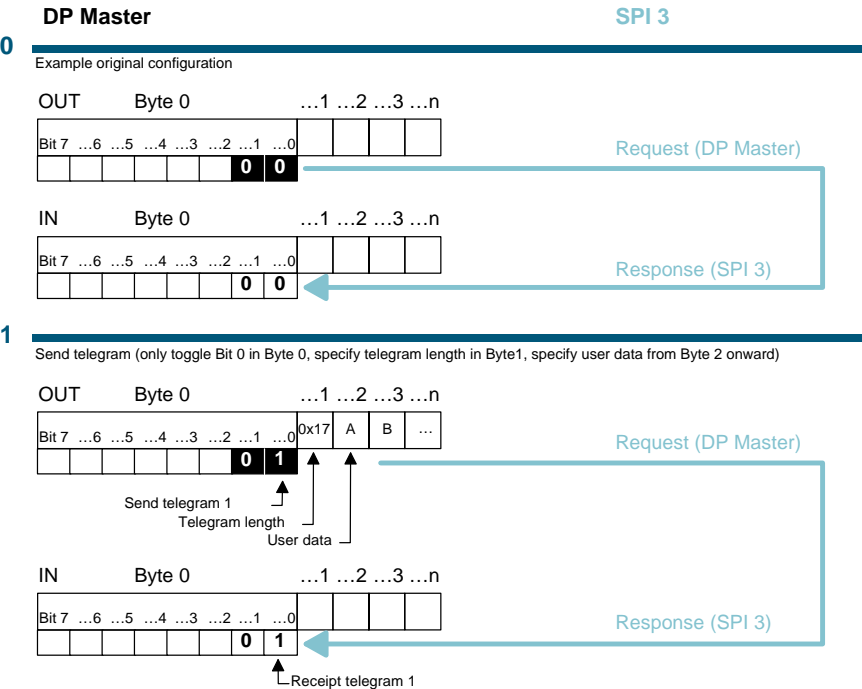 DP Master SPI 3
0
Example original configuration
OUT Byte 0 …1 …2 …3 …n
Bit 7 …6 …5 …4 …3 …2 …1 …0
0 0
Request (DP Master)
IN Byte 0 …1 …2 …3 …n
Bit 7 …6 …5 …4 …3 …2 …1 …0
0 0
Response (SPI 3)
1
Send telegram (only toggle Bit 0 in Byte 0, specify telegram length in Byte1, specify user data from Byte 2 onward)
OUT Byte 0 …1 …2 …3 …n
Bit 7 …6 …5 …4 …3 …2 …1 …0 0x17 A B …
0 1
Request (DP Master)
Send telegram 1
Telegram length
User data
IN Byte 0 …1 …2 …3 …n
Bit 7 …6 …5 …4 …3 …2 …1 …0
0 1
Response (SPI 3)
Receipt telegram 1